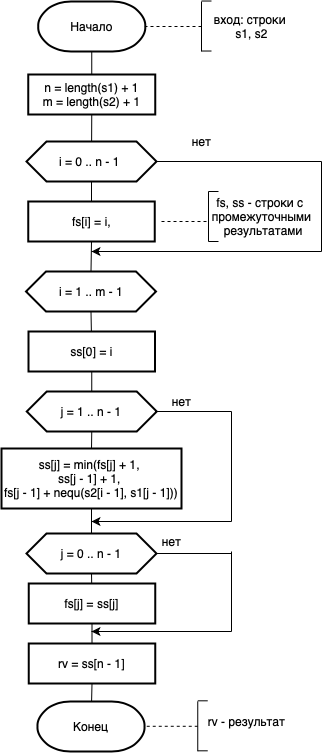 Начало
вход: строки
s1, s2
n = length(s1) + 1
m = length(s2) + 1
i = 0 .. n - 1
нет
fs[i] = i,
fs, ss - строки с
промежуточными
результатами
i = 1 .. m - 1
ss[0] = i
j = 1 .. n - 1
нет
ss[j] = min(fs[j] + 1,
ss[j - 1] + 1,
fs[j - 1] + nequ(s2[i - 1], s1[j - 1]))
j = 0 .. n - 1
нет
fs[j] = ss[j]
rv = ss[n - 1]
Конец
rv - результат